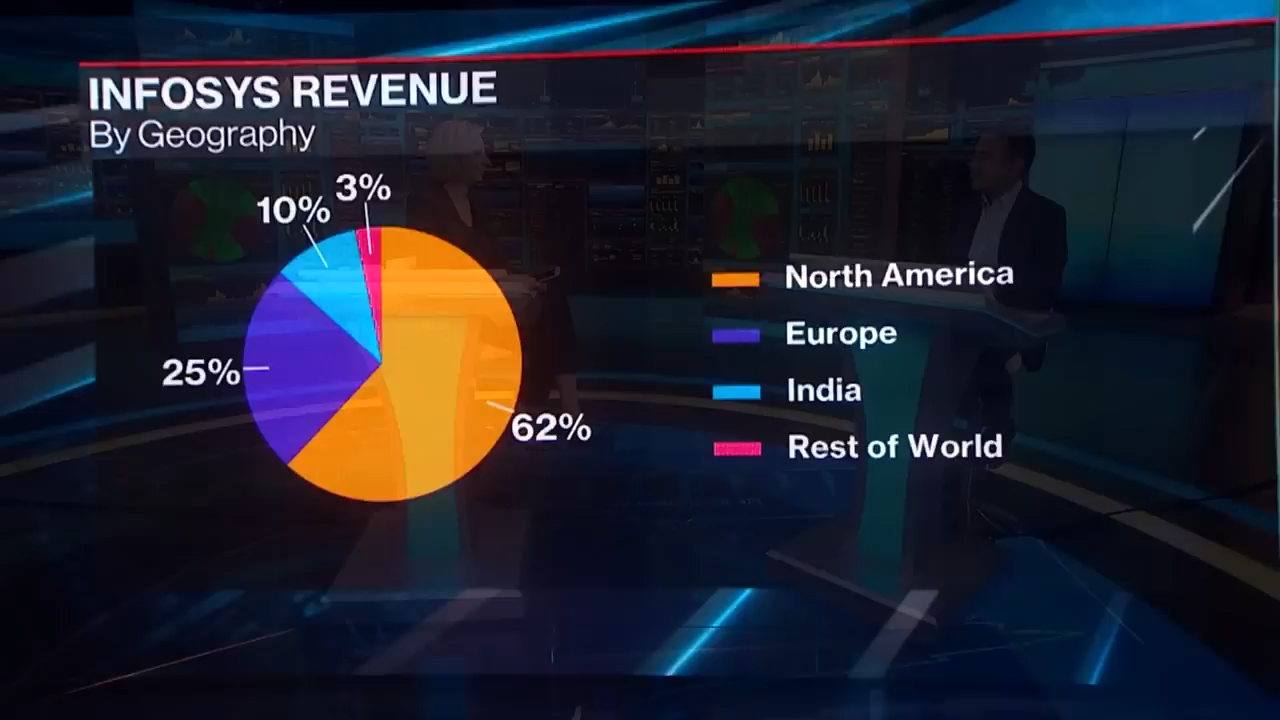 INFOSYS REVENUE
By Geography
3%
10%
25%
62%
North America
Europe
India
Rest of World